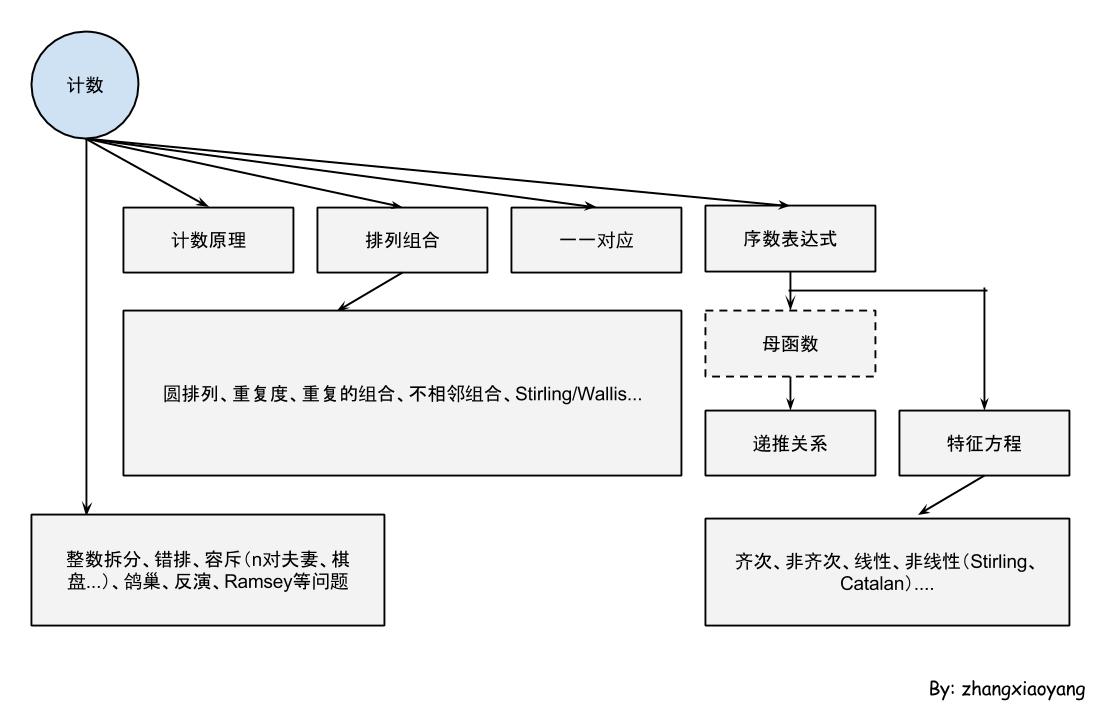 计数
计数原理
排列组合
一一对应
序数表达式
圆排列、重复度、重复的组合、不相邻组合、Stirling/Wallis...
母函数
递推关系
特征方程
整数拆分、错排、容斥（n对夫妻、棋
盘...）、鸽巢、反演、Ramsey等问题
齐次、非齐次、线性、非线性（Stirling、
Catalan）....
By: zhangxiaoyang